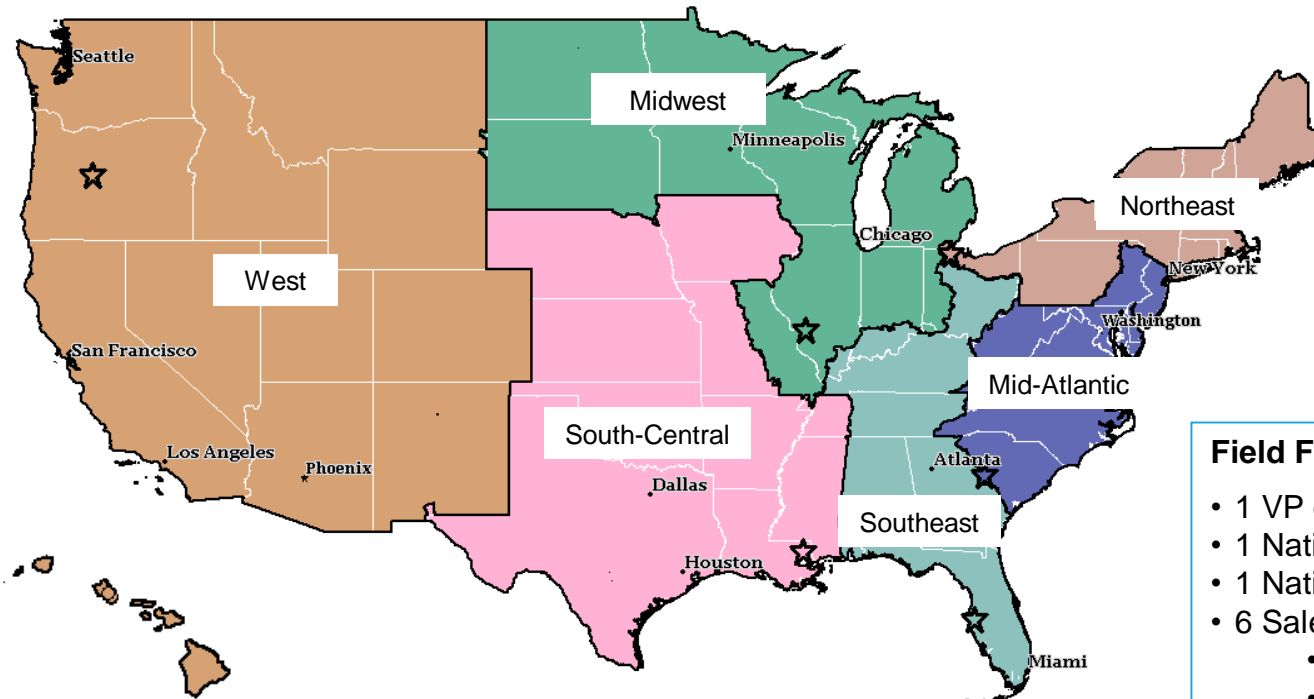 Seattle
Midwest
Minneapolis
Northeast
Chicago
New York
West
Washington
San Francisco
Mid-Atlantic
South-Central
Los Angeles
Phoenix
Atlanta
Dallas
Southeast
Houston
Miami
Field F
• 1 VP
• 1 Nati
• 1 Nati
• 6 Sale
•
•